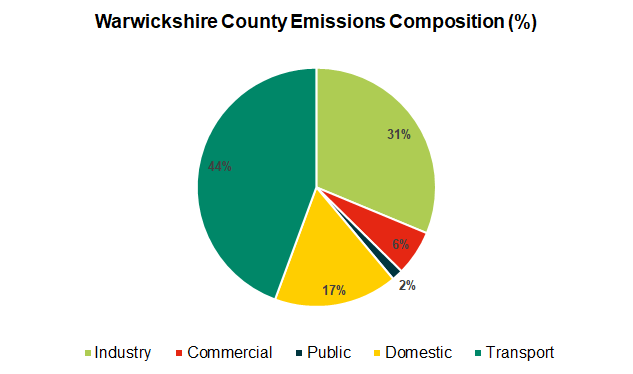 Warwickshire County Emissions Composition (%)
31%
44%
6%
2%
17%
Industry Commercial Public Domestic Transport